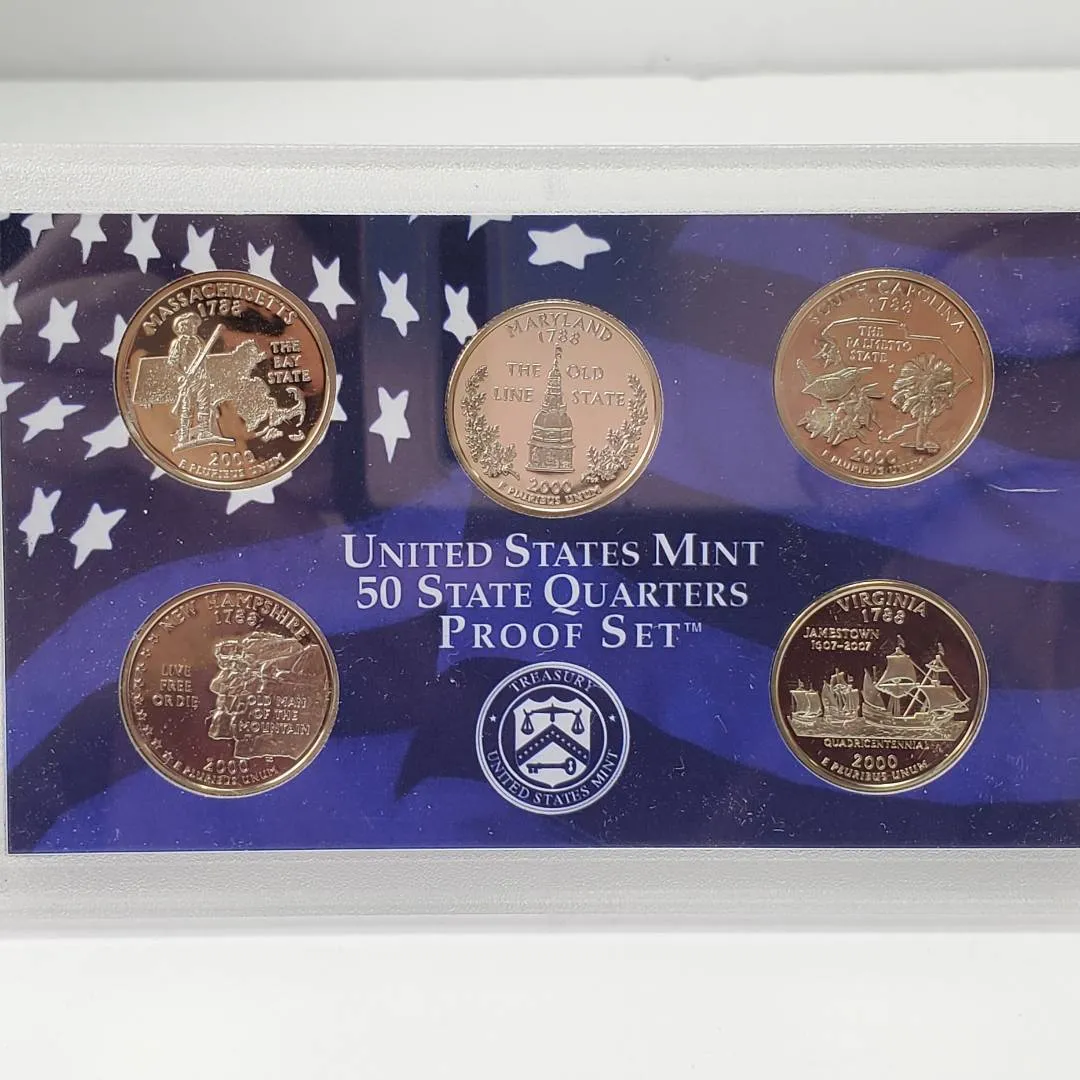 MASSACHUSETTS
1788
THE
BAY
STATE
2000
E PLURIBUS UNUM
MARYLAND
1788
THE OLD
LINE STATE
2000
E PLURIBUS UNUM
SOUTH CAROLINA
1788
THE
PALMETTO
STATE
2000
E PLURIBUS UNUM
UNITED STATES MINT
50 STATE QUARTERS
PROOF SET™
NEW HAMPSHIRE
1788
LIVE
FREE
OR DIE
OLD MAN
OF THE
MOUNTAIN
2000
E PLURIBUS UNUM
TREASURY
UNITED STATES MINT
VIRGINIA
1788
JAMESTOWN
1607-2007
QUADRICENTENNIAL
2000
E PLURIBUS UNUM